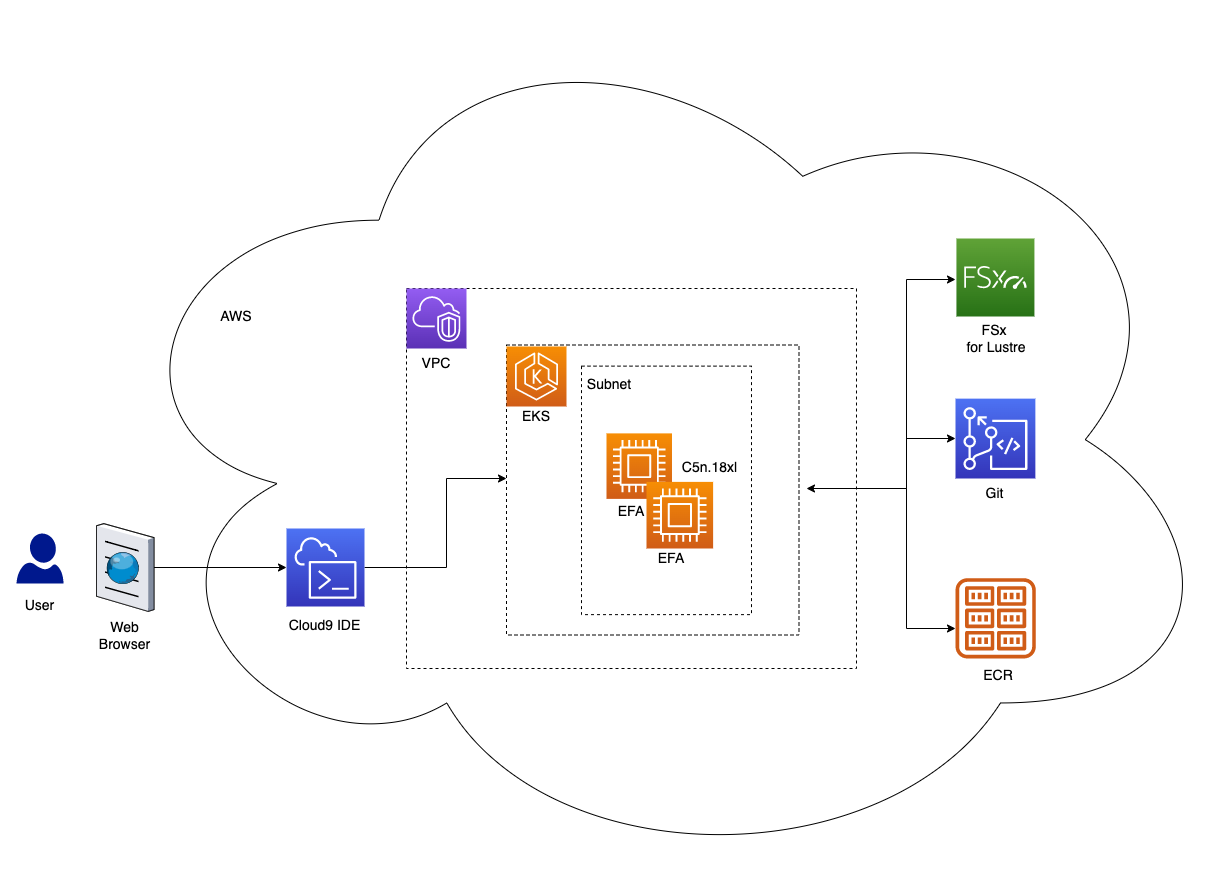 AWS
VPC
EKS
Subnet
C5n.18xl
EFA
EFA
FSx
FSx
for Lustre
</>
Git
ECR
K
>_
Cloud9 IDE
User
Web
Browser